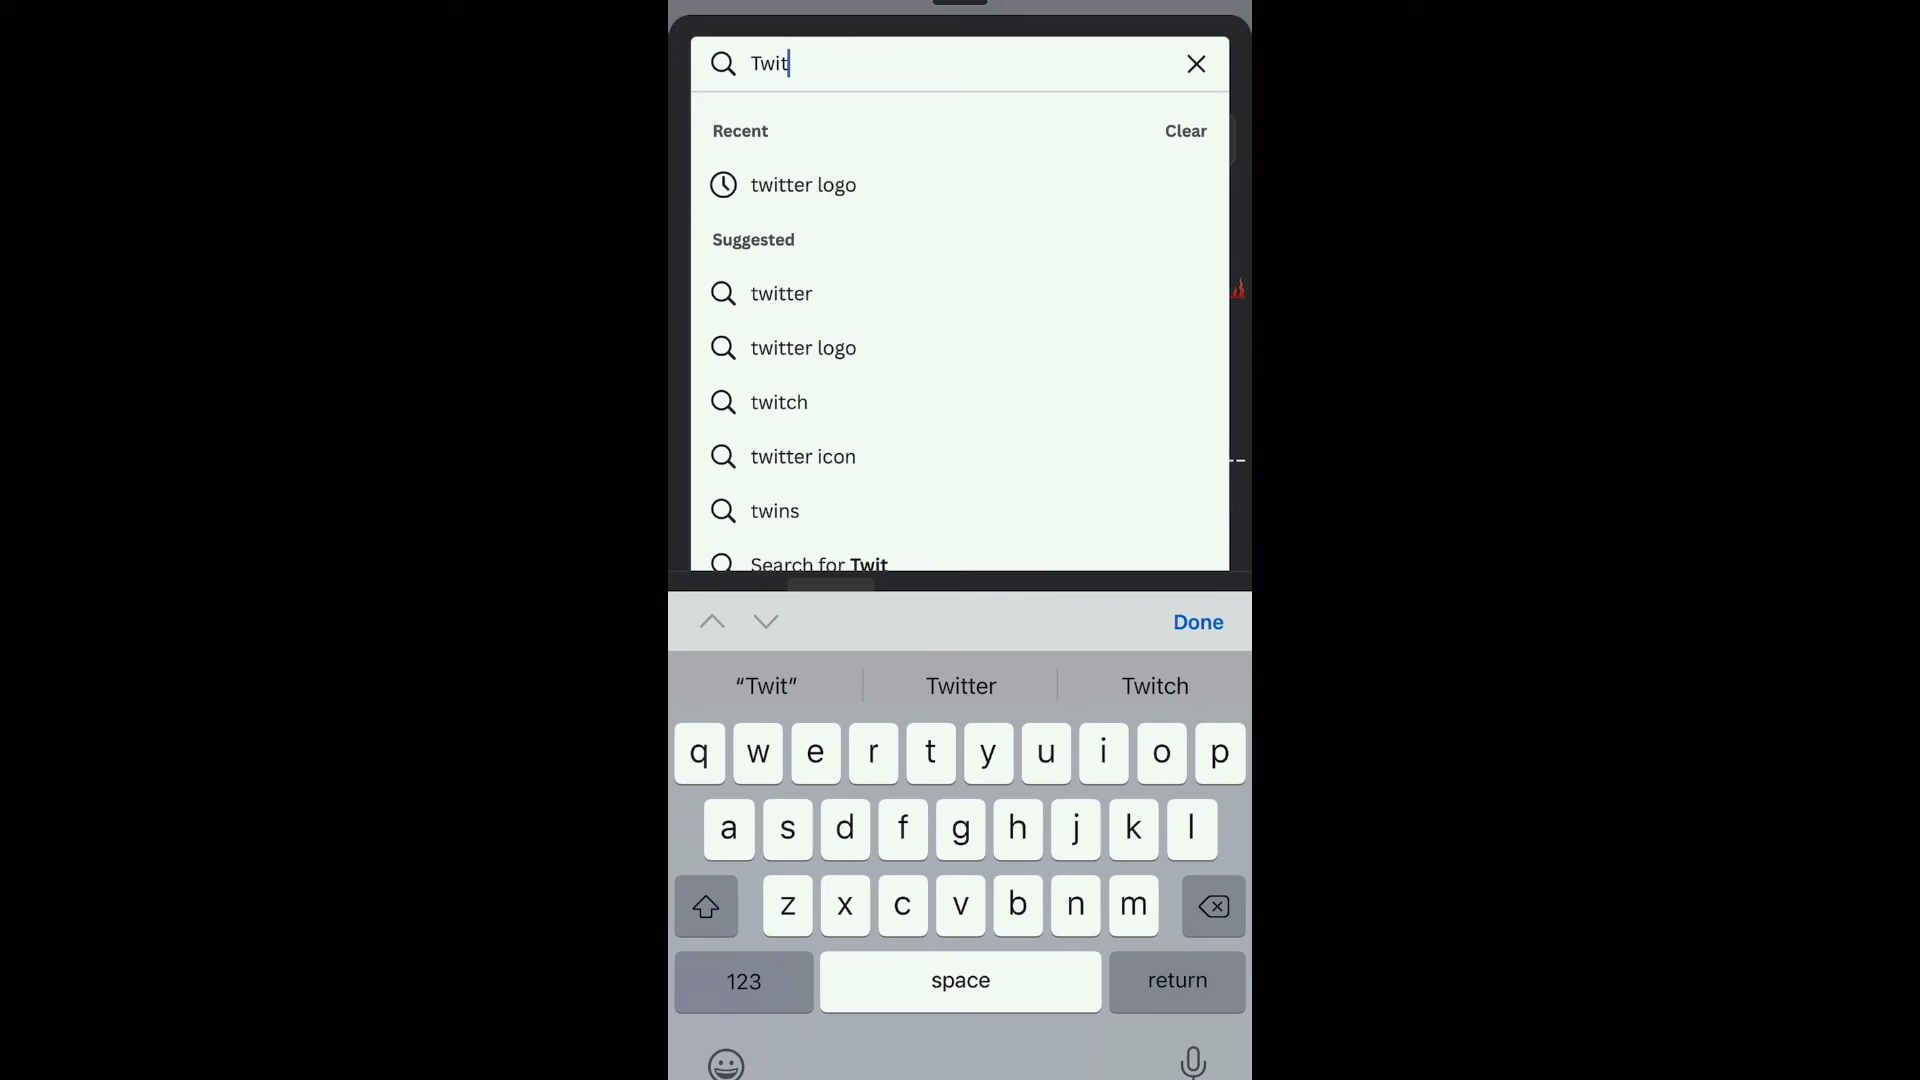 Twit
Recent Clear
twitter logo
Suggested
twitter
twitter logo
twitch
twitter icon
twins
Search for Twit
Done
“Twit” Twitter Twitch
q w e r t y u i o p
a s d f g h j k l
z x c v b n m
123 space return